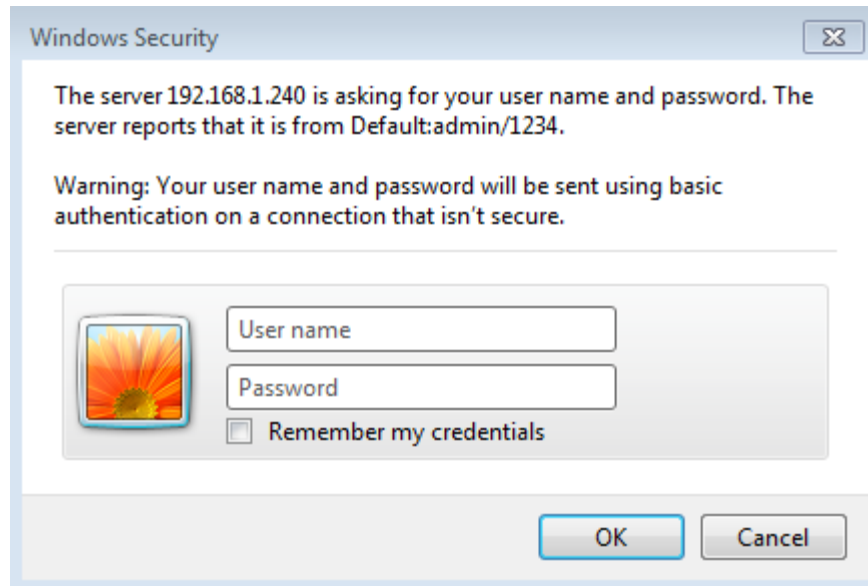 Windows Security
The server 192.168.1.240 is asking for your user name and password. The
server reports that it is from Default:admin/1234.
Warning: Your user name and password will be sent using basic
authentication on a connection that isn't secure.
User name
Password
Remember my credentials
OK Cancel